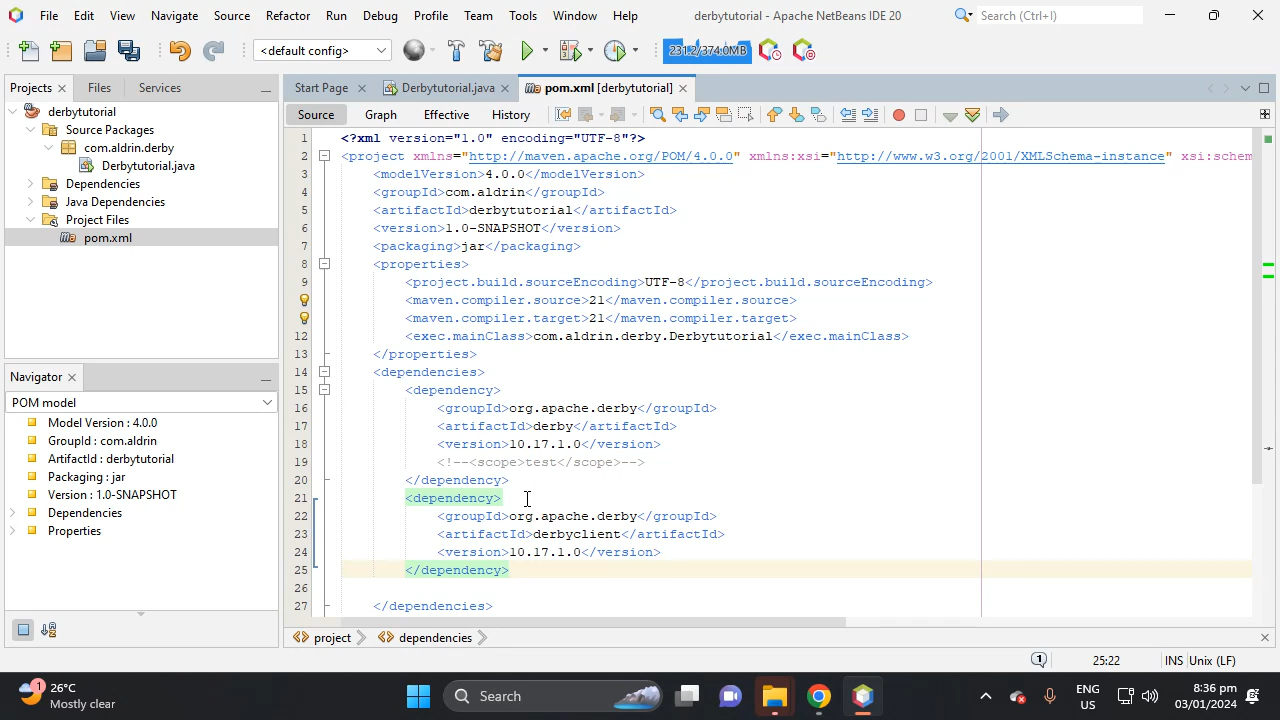 File Edit View Navigate Source Refactor Run Debug Profile Team Tools Window Help
derbytutorial - Apache NetBeans IDE 20
Search (Ctrl+I)
<default config>
231.2/374.0MB
Projects Files Services
Start Page Derbytutorial.java pom.xml [derbytutorial]
Source Graph Effective History
derbytutorial
Source Packages
com.aldrin.derby
Derbytutorial.java
Dependencies
Java Dependencies
Project Files
pom.xml
Navigator
POM model
Model Version : 4.0.0
GroupId : com.aldrin
ArtifactId : derbytutorial
Packaging : jar
Version : 1.0-SNAPSHOT
Dependencies
Properties
1 <?xml version="1.0" encoding="UTF-8"?>
2 <project xmlns="http://maven.apache.org/POM/4.0.0" xmlns:xsi="http://www.w3.org/2001/XMLSchema-instance" xsi:schem
3 <modelVersion>4.0.0</modelVersion>
4 <groupId>com.aldrin</groupId>
5 <artifactId>derbytutorial</artifactId>
6 <version>1.0-SNAPSHOT</version>
7 <packaging>jar</packaging>
8 <properties>
9 <project.build.sourceEncoding>UTF-8</project.build.sourceEncoding>
<maven.compiler.source>21</maven.compiler.source>
<maven.compiler.target>21</maven.compiler.target>
12 <exec.mainClass>com.aldrin.derby.Derbytutorial</exec.mainClass>
13 </properties>
14 <dependencies>
15 <dependency>
16 <groupId>org.apache.derby</groupId>
17 <artifactId>derby</artifactId>
18 <version>10.17.1.0</version>
19 <!--<scope>test</scope>-->
20 </dependency>
21 <dependency>
22 <groupId>org.apache.derby</groupId>
23 <artifactId>derbyclient</artifactId>
24 <version>10.17.1.0</version>
25 </dependency>
26
27 </dependencies>
project dependencies
1 25:22 INS Unix (LF)
1
26°C
Mostly clear
Search
ENG
US
8:36 pm
03/01/2024